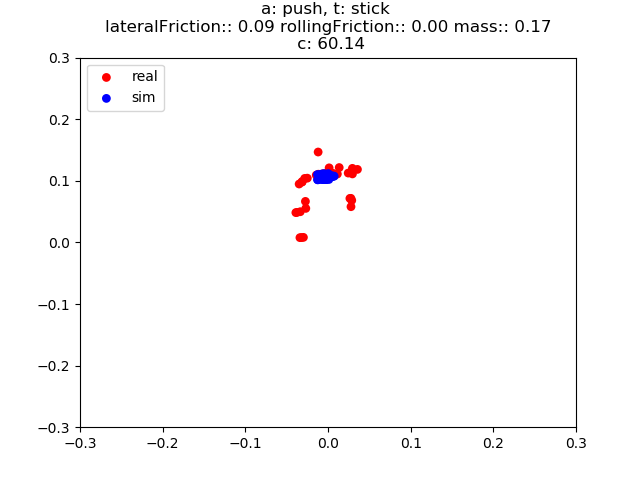 a: push, t: stick
lateralFriction:: 0.09 rollingFriction:: 0.00 mass:: 0.17
c: 60.14
real
sim
0.3
0.2
0.1
0.0
−0.1
−0.2
−0.3
−0.3
−0.2
−0.1
0.0
0.1
0.2
0.3